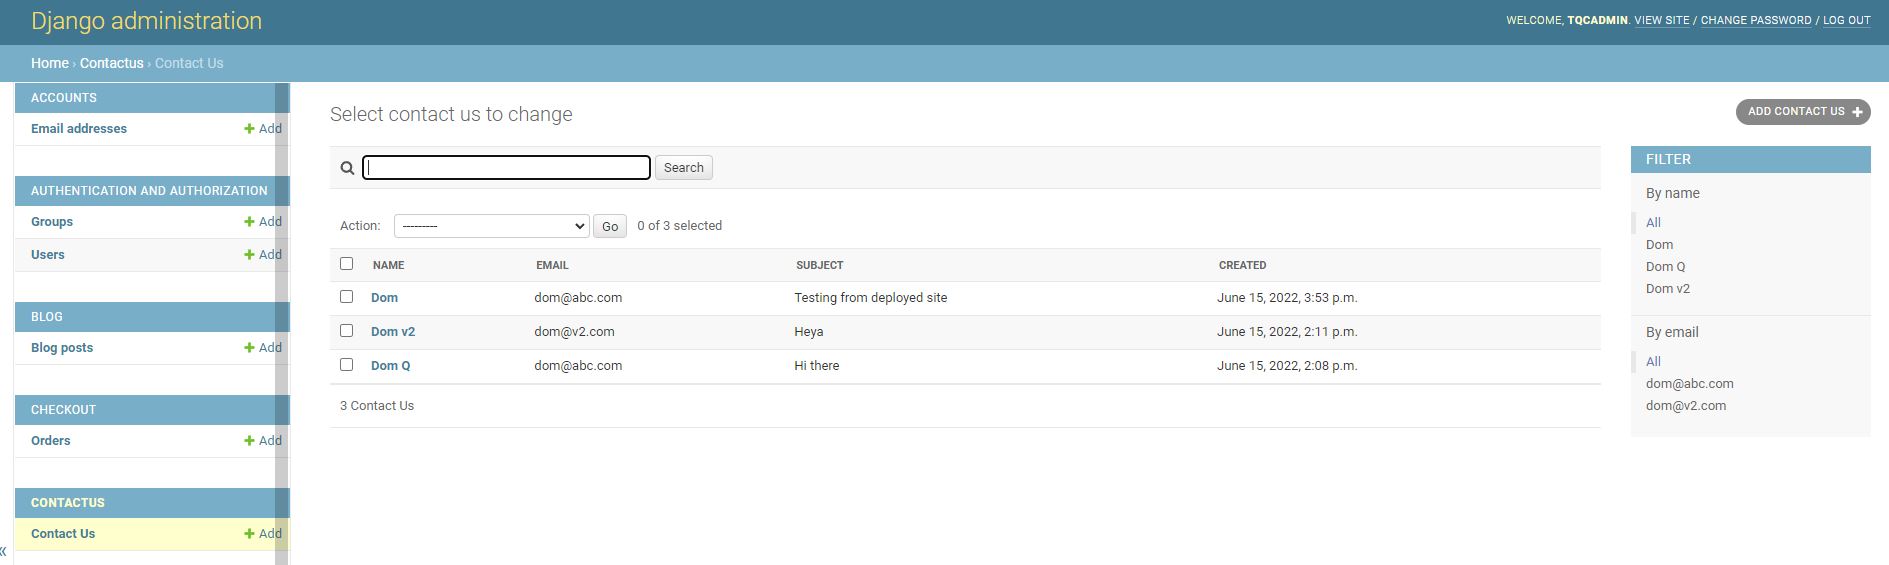 Django administration
WELCOME, TQCADMIN. VIEW SITE / CHANGE PASSWORD / LOG OUT
Home › Contactus › Contact Us
ACCOUNTS
Email addresses
Add
AUTHENTICATION AND AUTHORIZATION
Groups
Add
Users
Add
BLOG
Blog posts
Add
CHECKOUT
Orders
Add
CONTACTUS
Contact Us
Add
«
Select contact us to change
ADD CONTACT US
Search
Action: --------- Go 0 of 3 selected
NAME EMAIL SUBJECT CREATED
Dom dom@abc.com Testing from deployed site June 15, 2022, 3:53 p.m.
Dom v2 dom@v2.com Heya June 15, 2022, 2:11 p.m.
Dom Q dom@abc.com Hi there June 15, 2022, 2:08 p.m.
3 Contact Us
FILTER
By name
All
Dom
Dom Q
Dom v2
By email
All
dom@abc.com
dom@v2.com